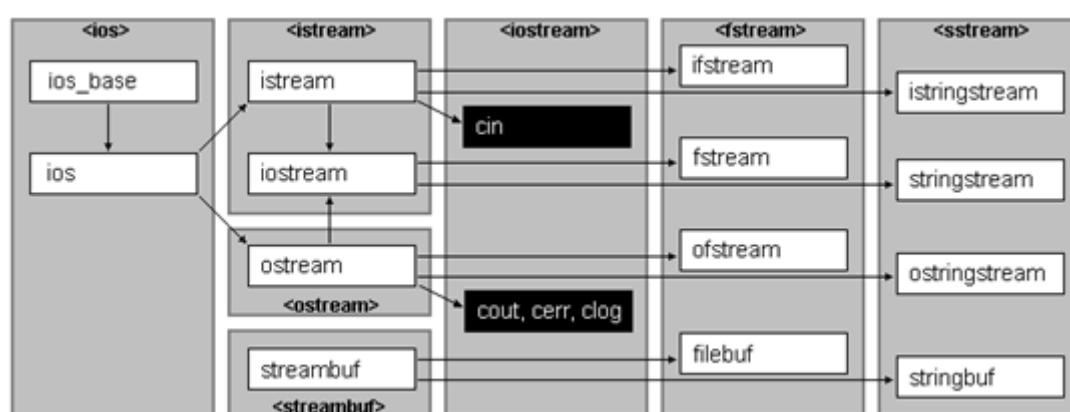 <ios>
<istream>
<iostream>
<fstream>
<sstream>
ios_base
istream
ifstream
istringstream
cin
ios
iostream
fstream
stringstream
ostream
ofstream
ostringstream
<ostream>
cout, cerr, clog
streambuf
filebuf
stringbuf
<streambuf>